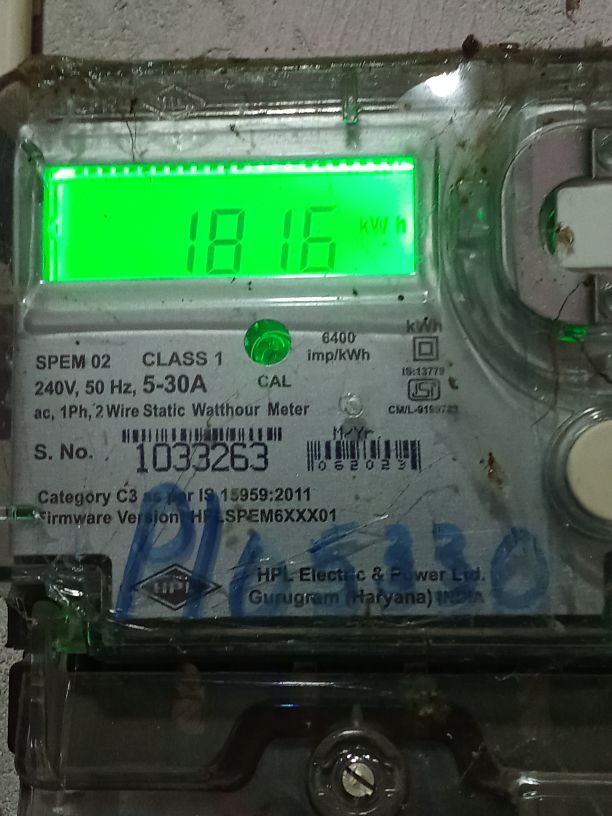 HPL
1816 kWh
6400
imp/kWh
kWh
SPEM 02 CLASS 1
CAL
IS:13779
240V, 50 Hz, 5-30A
ac, 1Ph, 2 Wire Static Watthour Meter
M/Yr
S. No. 1033263 062023
Category C3 as per IS 15959:2011
Firmware Version: HPLSPEM6XXX01
HPL
HPL Electric & Power Ltd.
Gurugram (Haryana) INDIA